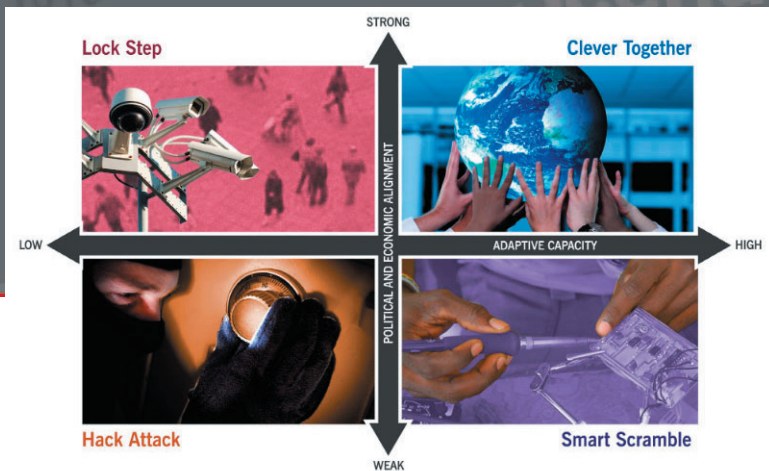 STRONG
Lock Step
Clever Together
POLITICAL AND ECONOMIC ALIGNMENT
LOW
ADAPTIVE CAPACITY
HIGH
Hack Attack
Smart Scramble
WEAK